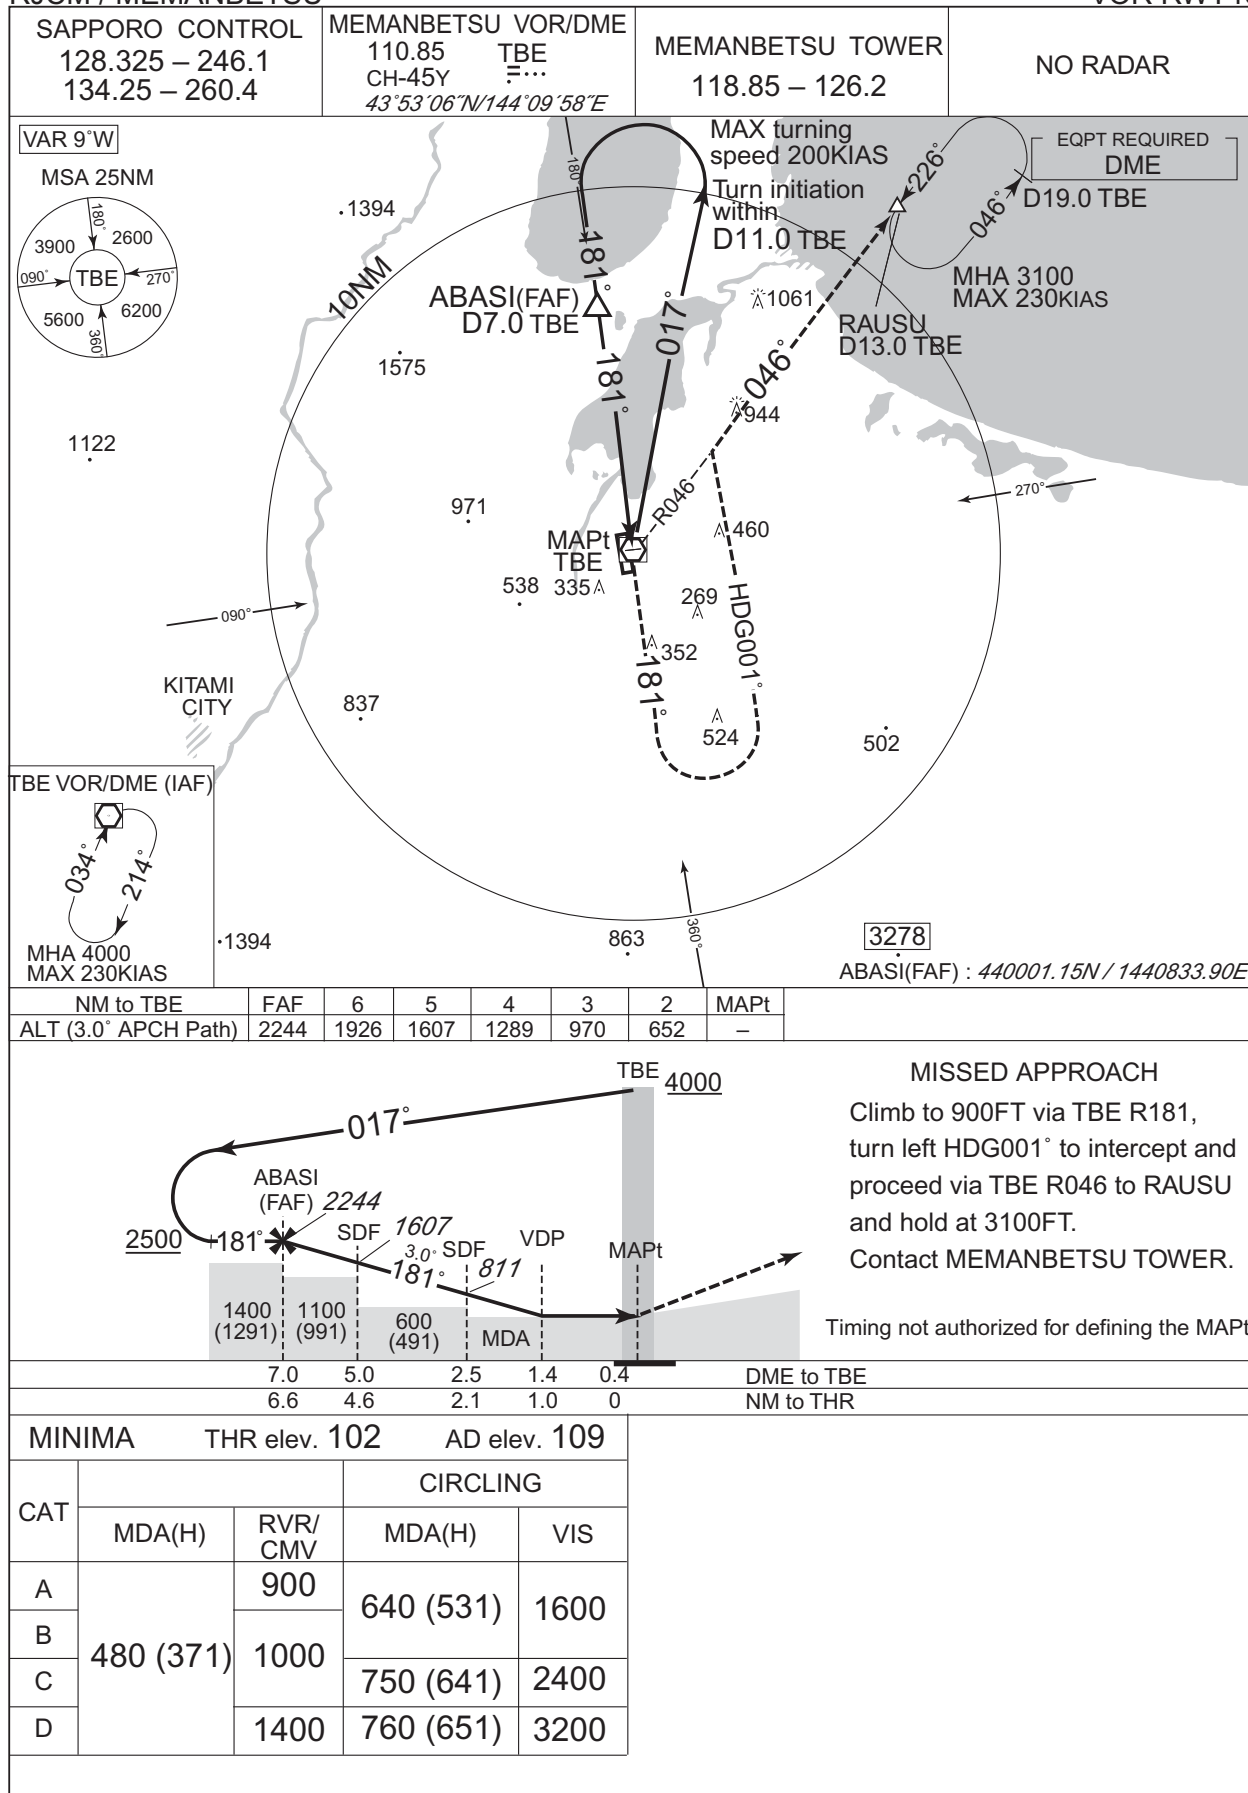 RJCM / MEMANBETSU
VOR RWY 18
SAPPORO CONTROL
128.325 – 246.1
134.25 – 260.4
MEMANBETSU VOR/DME
110.85 TBE
CH-45Y
43˚53´06˝N/144˚09´58˝E
MEMANBETSU TOWER
118.85 – 126.2
NO RADAR
VAR 9˚W
MSA 25NM
180˚
3900
2600
090˚
TBE
270˚
5600
6200
360˚
1394
10NM
180˚
MAX turning
speed 200KIAS
Turn initiation
within
D11.0 TBE
226˚
046˚
EQPT REQUIRED
DME
D19.0 TBE
MHA 3100
MAX 230KIAS
181˚
ABASI(FAF)
D7.0 TBE
017˚
1061
RAUSU
D13.0 TBE
1575
181˚
046˚
944
1122
971
R046
270˚
MAPt
TBE
460
538
335
269
HDG001˚
090˚
352
181˚
KITAMI
CITY
837
524
502
TBE VOR/DME (IAF)
034˚
214˚
MHA 4000
MAX 230KIAS
1394
863
360˚
3278
ABASI(FAF) : 440001.15N / 1440833.90E
NM to TBE FAF 6 5 4 3 2 MAPt
ALT (3.0˚ APCH Path) 2244 1926 1607 1289 970 652 –
TBE
4000
017˚
ABASI
(FAF)
2244
SDF
1607
3.0˚
SDF
811
VDP
MAPt
2500
181˚
181˚
1400
(1291)
1100
(991)
600
(491)
MDA
MISSED APPROACH
Climb to 900FT via TBE R181,
turn left HDG001˚ to intercept and
proceed via TBE R046 to RAUSU
and hold at 3100FT.
Contact MEMANBETSU TOWER.
Timing not authorized for defining the MAPt
7.0 5.0 2.5 1.4 0.4 DME to TBE
6.6 4.6 2.1 1.0 0 NM to THR
MINIMA THR elev. 102 AD elev. 109
CAT
CIRCLING
MDA(H)
RVR/
CMV
MDA(H)
VIS
A
900
640 (531)
1600
B
480 (371)
1000
C
750 (641)
2400
D
1400
760 (651)
3200